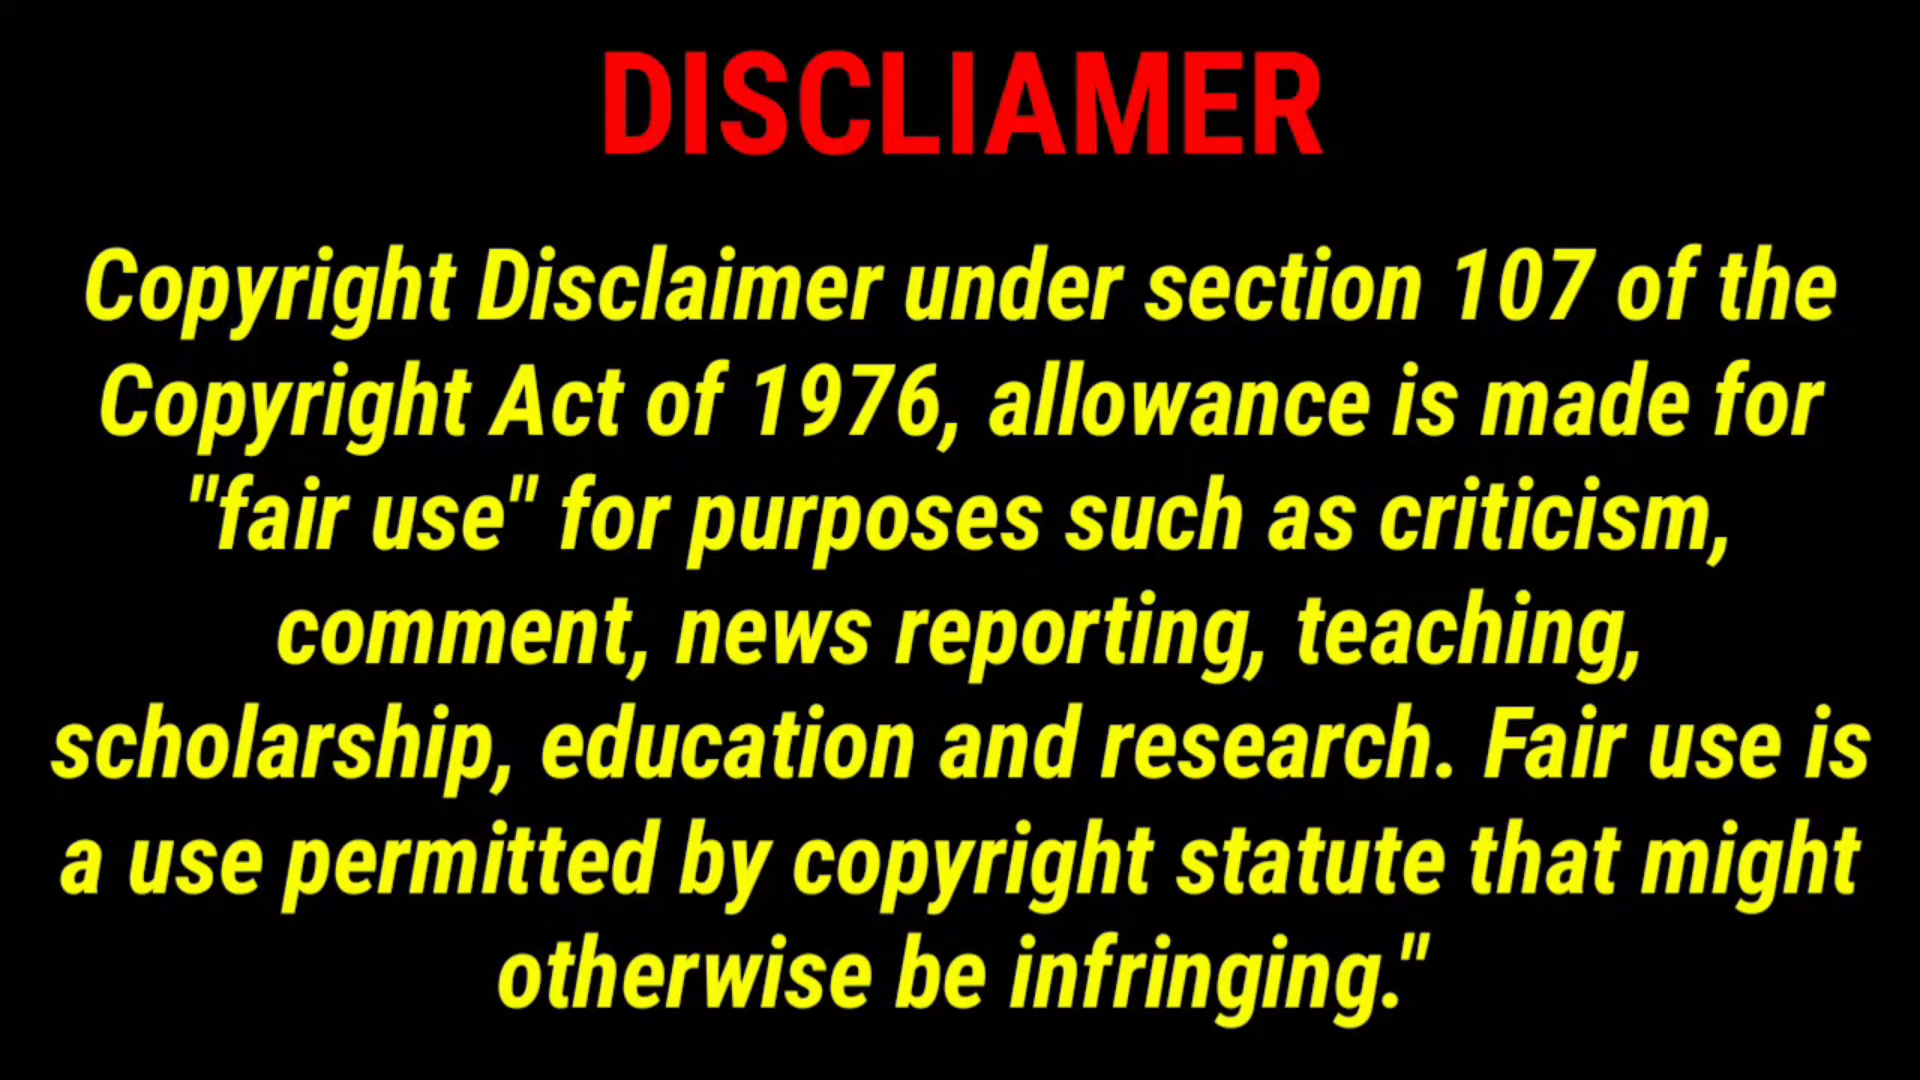 DISCLIAMER
Copyright Disclaimer under section 107 of the
Copyright Act of 1976, allowance is made for
"fair use" for purposes such as criticism,
comment, news reporting, teaching,
scholarship, education and research. Fair use is
a use permitted by copyright statute that might
otherwise be infringing."